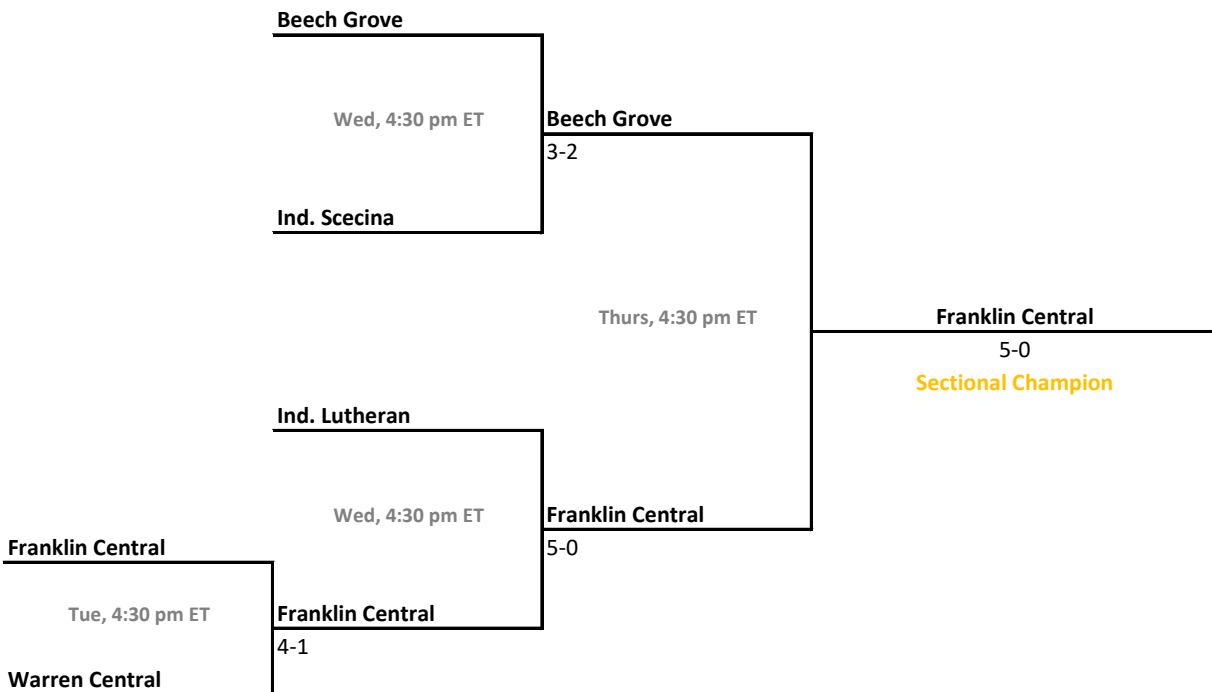 Beech Grove
Wed, 4:30 pm ET
Beech Grove
3-2
Ind. Scecina
Thurs, 4:30 pm ET
Franklin Central
5-0
Sectional Champion
Ind. Lutheran
Wed, 4:30 pm ET
Franklin Central
5-0
Franklin Central
Tue, 4:30 pm ET
Franklin Central
4-1
Warren Central